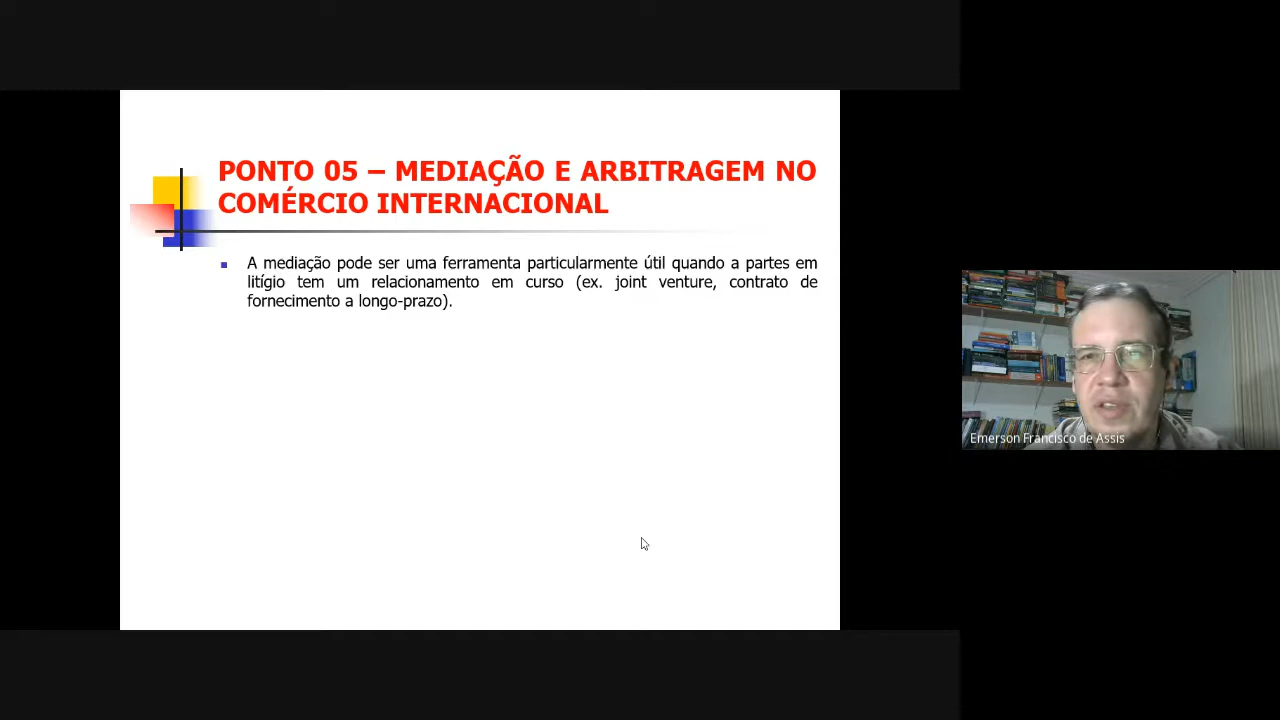 PONTO 05 – MEDIAÇÃO E ARBITRAGEM NO
COMÉRCIO INTERNACIONAL
A mediação pode ser uma ferramenta particularmente útil quando a partes em
litígio tem um relacionamento em curso (ex. joint venture, contrato de
fornecimento a longo-prazo).
Emerson Francisco de Assis